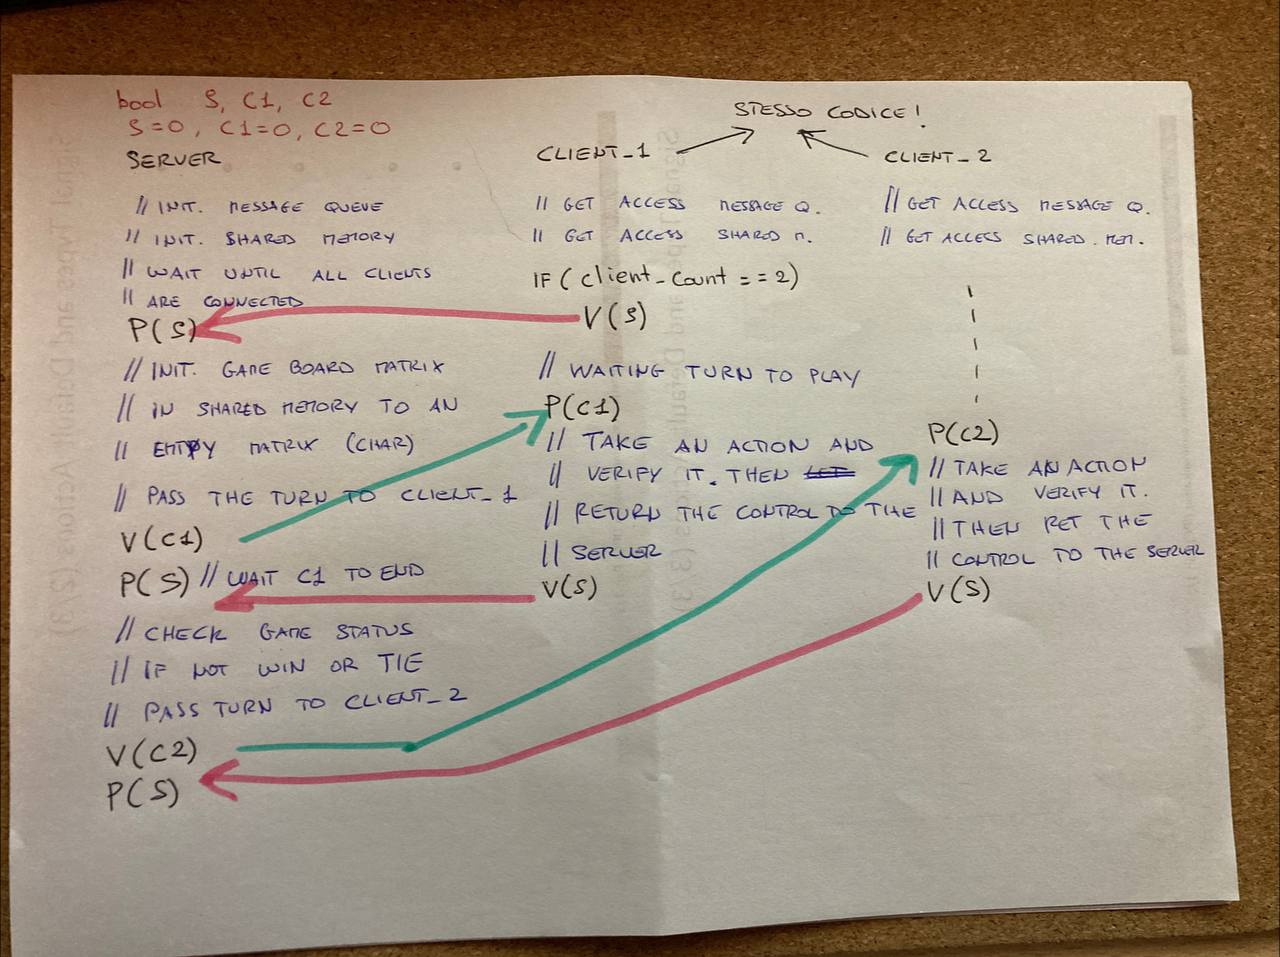 bool S, C1, C2
S=0, C1=0, C2=0
STESSO CODICE!
SERVER
// INIT. MESSAGE QUEUE
// INIT. SHARED MEMORY
// WAIT UNTIL ALL CLIENTS
// ARE CONNECTED
P(S)
// INIT. GAME BOARD MATRIX
// IN SHARED MEMORY TO AN
// EMTPY MATRIX (CHAR)
// PASS THE TURN TO CLIENT_1
V(C1)
P(S) // WAIT C1 TO END
// CHECK GAME STATUS
// IF NOT WIN OR TIE
// PASS TURN TO CLIENT_2
V(C2)
P(S)
CLIENT_1
// GET ACCESS MESSAGE Q.
// GET ACCESS SHARED M.
IF (client_count == 2)
V(S)
// WAITING TURN TO PLAY
P(C1)
// TAKE AN ACTION AND
// VERIFY IT. THEN
// RETURN THE CONTROL TO THE
// SERVER
V(S)
CLIENT_2
// GET ACCESS MESSAGE Q.
// GET ACCESS SHARED. MEM.
P(C2)
// TAKE AN ACTION
// AND VERIFY IT.
// THEN RET THE
// CONTROL TO THE SERVER
V(S)